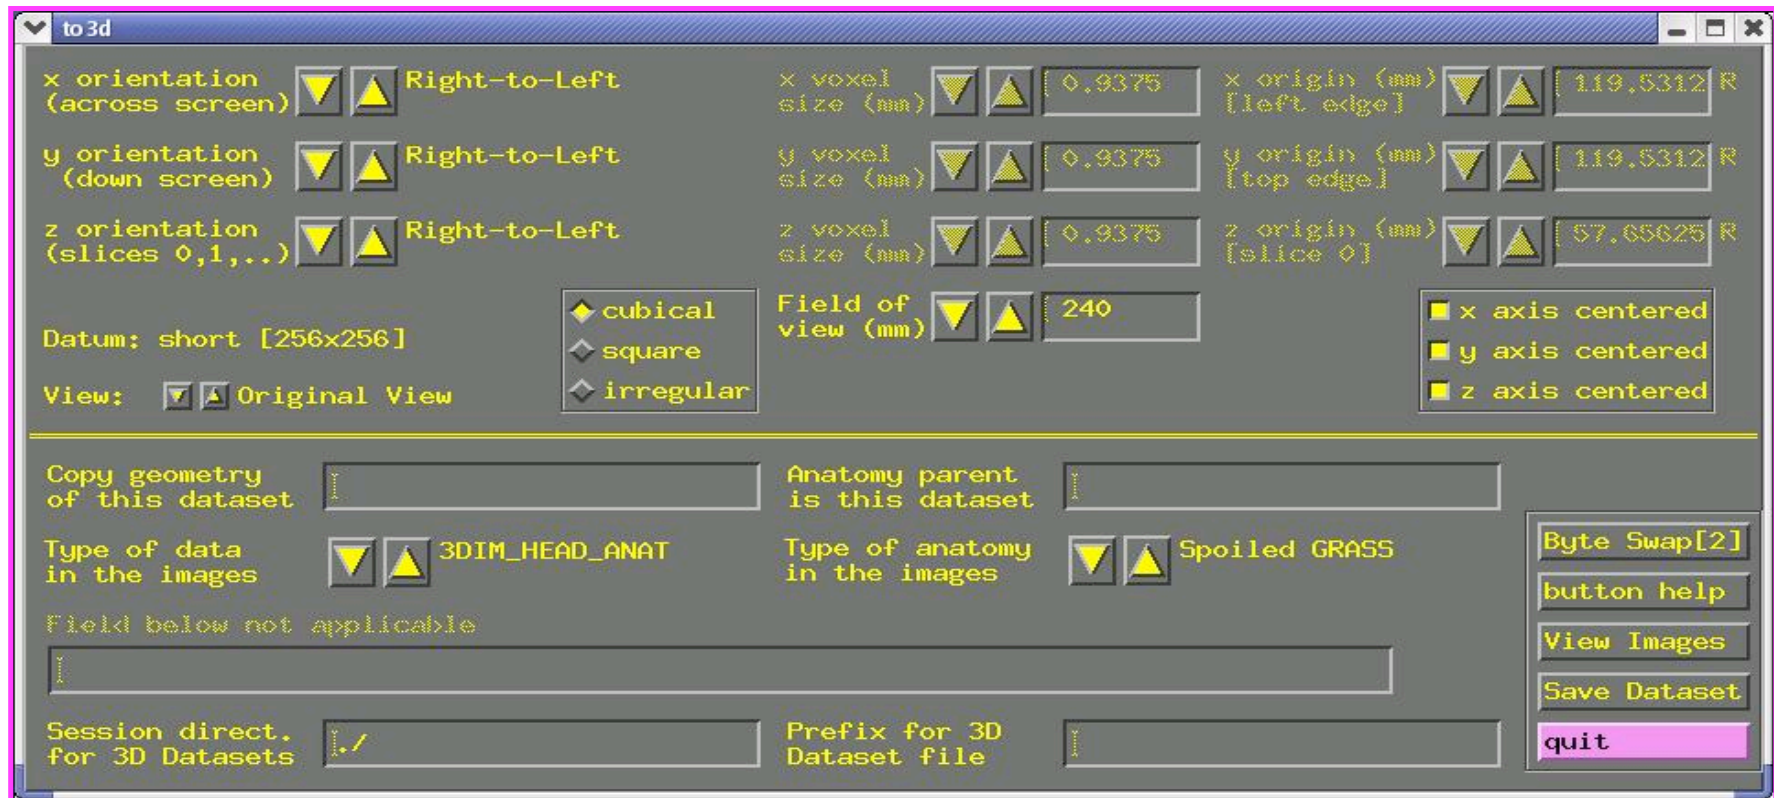 to3d
x orientation
(across screen)
Right-to-Left
x voxel
size (mm)
0.9375
x origin (mm)
[left edge]
119.5312 R
y orientation
(down screen)
Right-to-Left
y voxel
size (mm)
0.9375
y origin (mm)
[top edge]
119.5312 R
z orientation
(slices 0,1,..)
Right-to-Left
z voxel
size (mm)
0.9375
z origin (mm)
[slice 0]
57.65625 R
Datum: short [256x256]
View: Original View
cubical
square
irregular
Field of
view (mm)
240
x axis centered
y axis centered
z axis centered
Copy geometry
of this dataset
Anatomy parent
is this dataset
Type of data
in the images
3DIM_HEAD_ANAT
Type of anatomy
in the images
Spoiled GRASS
Field below not applicable
Session direct.
for 3D Datasets
./
Prefix for 3D
Dataset file
Byte Swap[2]
button help
View Images
Save Dataset
quit